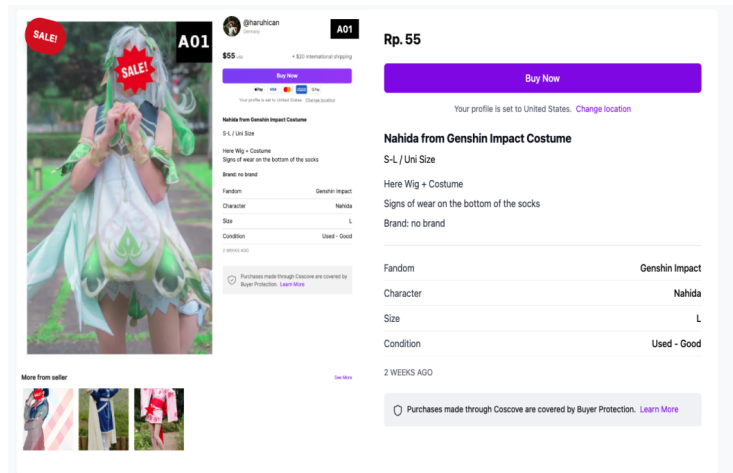 SALE!
A01
SALE!
@haruhican
Germany
A01
$55 USD
+ $20 international shipping
Buy Now
Pay VISA GPay
Your profile is set to United States. Change location
Nahida from Genshin Impact Costume
S-L / Uni Size
Here Wig + Costume
Signs of wear on the bottom of the socks
Brand: no brand
Fandom Genshin Impact
Character Nahida
Size L
Condition Used - Good
2 WEEKS AGO
Purchases made through Coscove are covered by
Buyer Protection. Learn More
More from seller
See More
Rp. 55
Buy Now
Your profile is set to United States. Change location
Nahida from Genshin Impact Costume
S-L / Uni Size
Here Wig + Costume
Signs of wear on the bottom of the socks
Brand: no brand
Fandom Genshin Impact
Character Nahida
Size L
Condition Used - Good
2 WEEKS AGO
Purchases made through Coscove are covered by Buyer Protection. Learn More